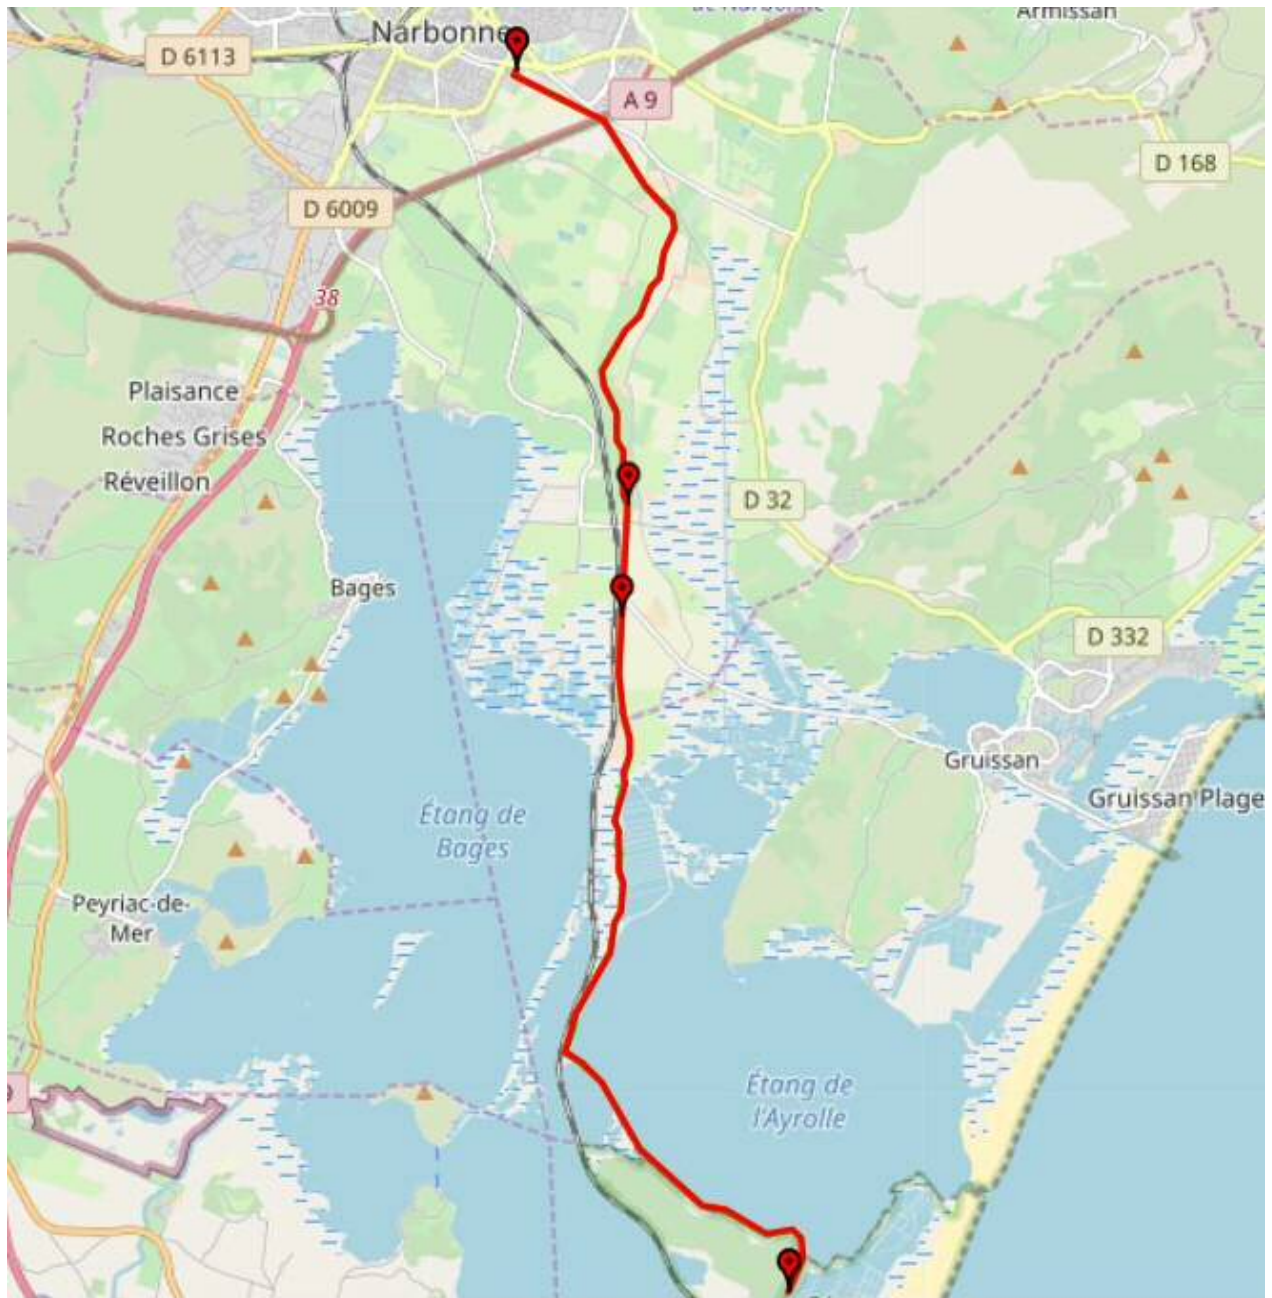 Narbonne
Armissan
D 6113
A 9
D 168
D 6009
38
Plaisance
Roches Grises
Réveillon
D 32
Bages
D 332
Gruissan
Gruissan Plage
Étang de
Bages
Peyriac-de-
Mer
Étang de
l'Ayrolle